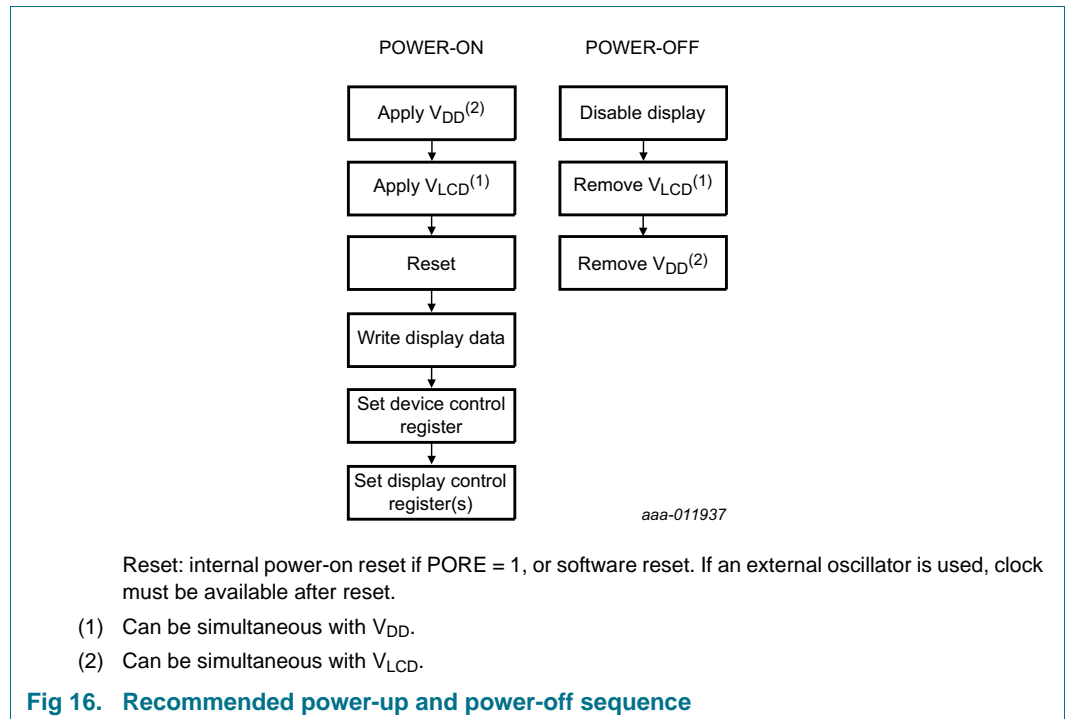 POWER-ON
Apply VDD(2)
Apply VLCD(1)
Reset
Write display data
Set device control
register
Set display control
register(s)
POWER-OFF
Disable display
Remove VLCD(1)
Remove VDD(2)
aaa-011937
Reset: internal power-on reset if PORE = 1, or software reset. If an external oscillator is used, clock
must be available after reset.
(1) Can be simultaneous with VDD.
(2) Can be simultaneous with VLCD.
Fig 16. Recommended power-up and power-off sequence